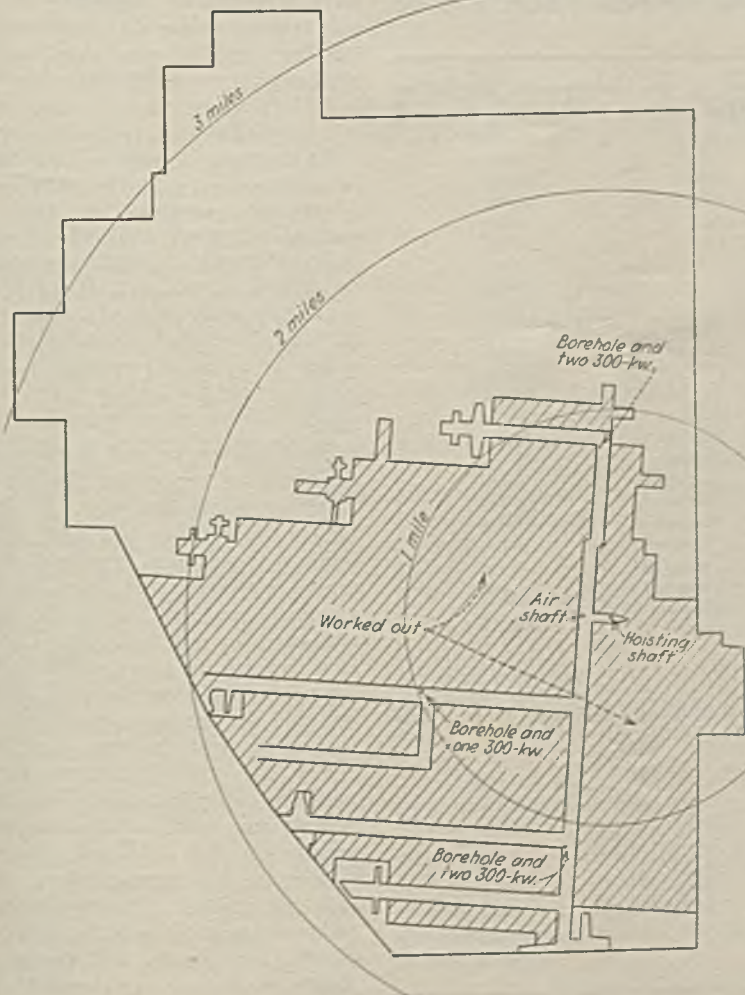 3 miles
2 miles
Borehole and
two 300-kw.
1 mile
Air
shaft
Hoisting
shaft
Worked out
Borehole and
one 300-kw
Borehole and
two 300-kw.